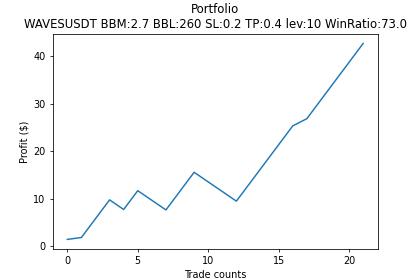 Portfolio
WAVESUSDT BBM:2.7 BBL:260 SL:0.2 TP:0.4 lev:10 WinRatio:73.0
40
30
20
10
0
Profit ($)
0 5 10 15 20
Trade counts